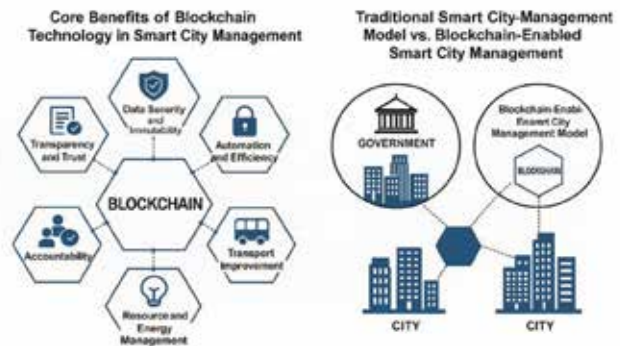 Core Benefits of Blockchain
Technology in Smart City Management
Data Security
and
Immutability
Transparency
and Trust
Automation
and Efficiency
BLOCKCHAIN
Accountability
Transport
Improvement
Resource and
Energy
Management
Traditional Smart City-Management
Model vs. Blockchain-Enabled
Smart City Management
GOVERNMENT
Blockchain-Enabl-
City
Management Model
BLOCKCHAIN
CITY
CITY